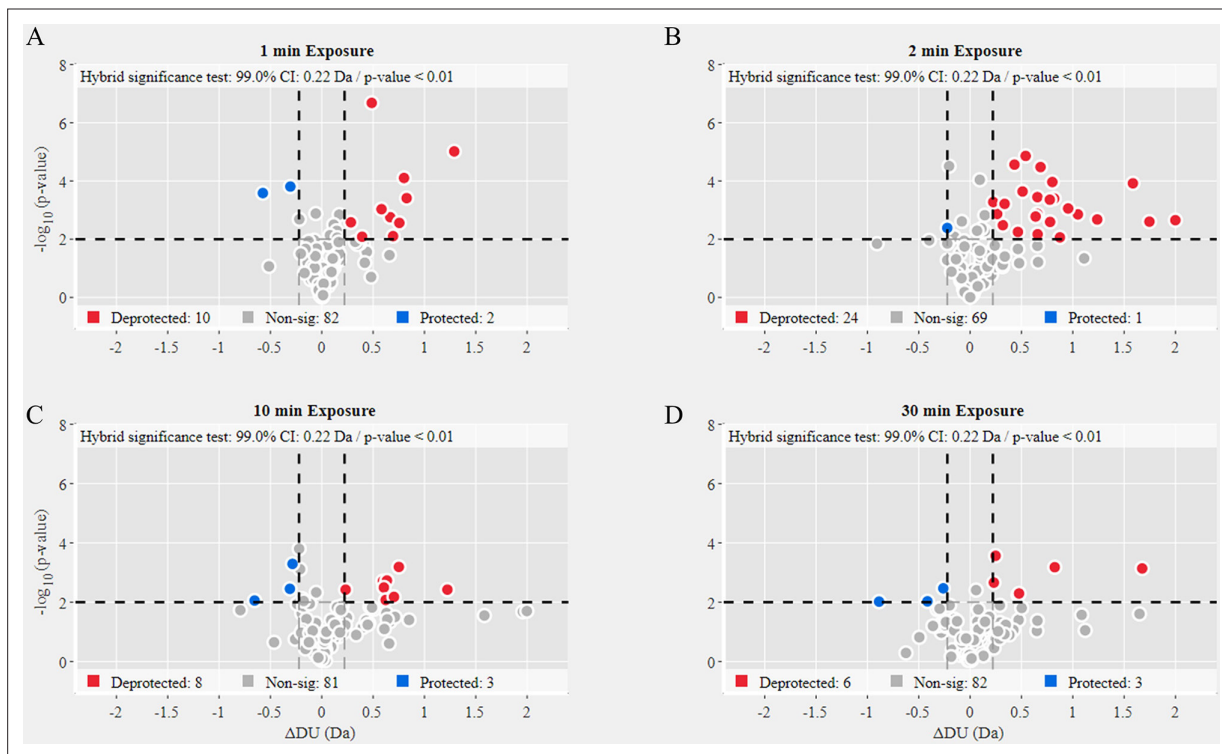 A
1 min Exposure
Hybrid significance test: 99.0% CI: 0.22 Da / p-value < 0.01
8
6
4
2
0
-log10 (p-value)
Deprotected: 10 Non-sig: 82 Protected: 2
-2 -1.5 -1 -0.5 0 0.5 1 1.5 2
B
2 min Exposure
Hybrid significance test: 99.0% CI: 0.22 Da / p-value < 0.01
8
6
4
2
0
Deprotected: 24 Non-sig: 69 Protected: 1
-2 -1.5 -1 -0.5 0 0.5 1 1.5 2
C
10 min Exposure
Hybrid significance test: 99.0% CI: 0.22 Da / p-value < 0.01
8
6
4
2
0
-log10 (p-value)
Deprotected: 8 Non-sig: 81 Protected: 3
-2 -1.5 -1 -0.5 0 0.5 1 1.5 2
ΔDU (Da)
D
30 min Exposure
Hybrid significance test: 99.0% CI: 0.22 Da / p-value < 0.01
8
6
4
2
0
Deprotected: 6 Non-sig: 82 Protected: 3
-2 -1.5 -1 -0.5 0 0.5 1 1.5 2
ΔDU (Da)